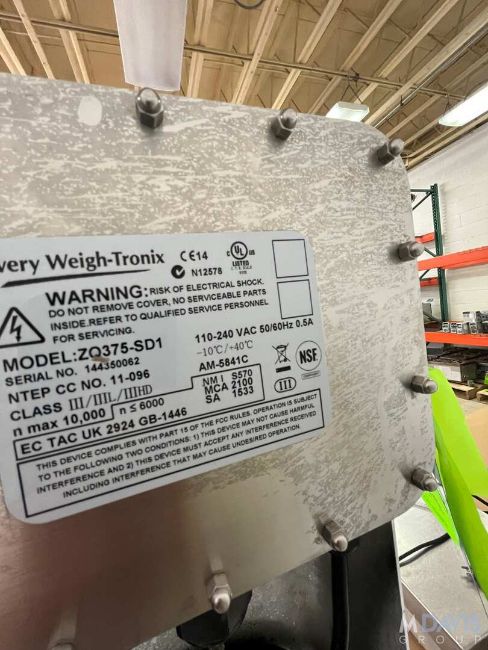 very Weigh-Tronix
CE14
N12578
UL
c us
LISTED
WARNING: RISK OF ELECTRICAL SHOCK.
DO NOT REMOVE COVER, NO SERVICEABLE PARTS
INSIDE.REFER TO QUALIFIED SERVICE PERSONNEL
FOR SERVICING.
MODEL:ZQ375-SD1
110-240 VAC 50/60Hz 0.5A
SERIAL NO. 144350062
-10℃/+40℃
NTEP CC NO. 11-096
AM-5841C
CLASS III/IIIL/IIIHD
n max 10,000
n ≤ 6000
NM I S570
MCA 2100
SA 1533
III
NSF
EC TAC UK 2924 GB-1446
THIS DEVICE COMPLIES WITH PART 15 OF THE FCC RULES. OPERATION IS SUBJECT
TO THE FOLLOWING TWO CONDITIONS: 1) THIS DEVICE MAY NOT CAUSE HARMFUL
INTERFERENCE AND 2) THIS DEVICE MUST ACCEPT ANY INTERFERENCE
INCLUDING INTERFERENCE THAT MAY CAUSE UNDESIRED OPERATION.
M DAVIS
GROUP